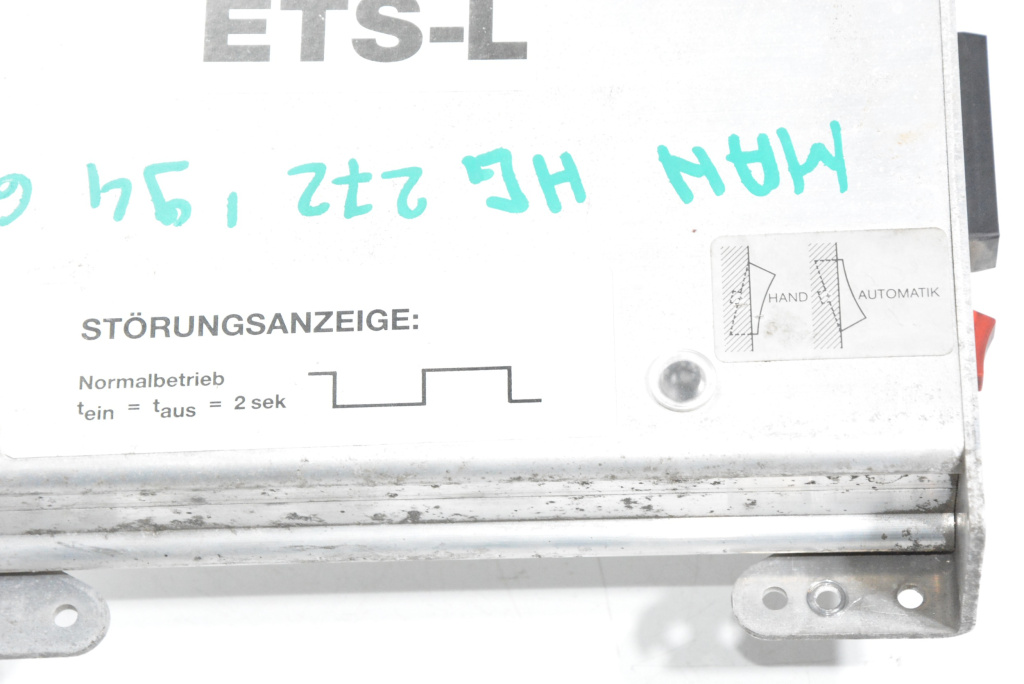 ETS-L
MAN HG 272 '94
HAND AUTOMATIK
STÖRUNGSANZEIGE:
Normalbetrieb
tein = taus = 2 sek